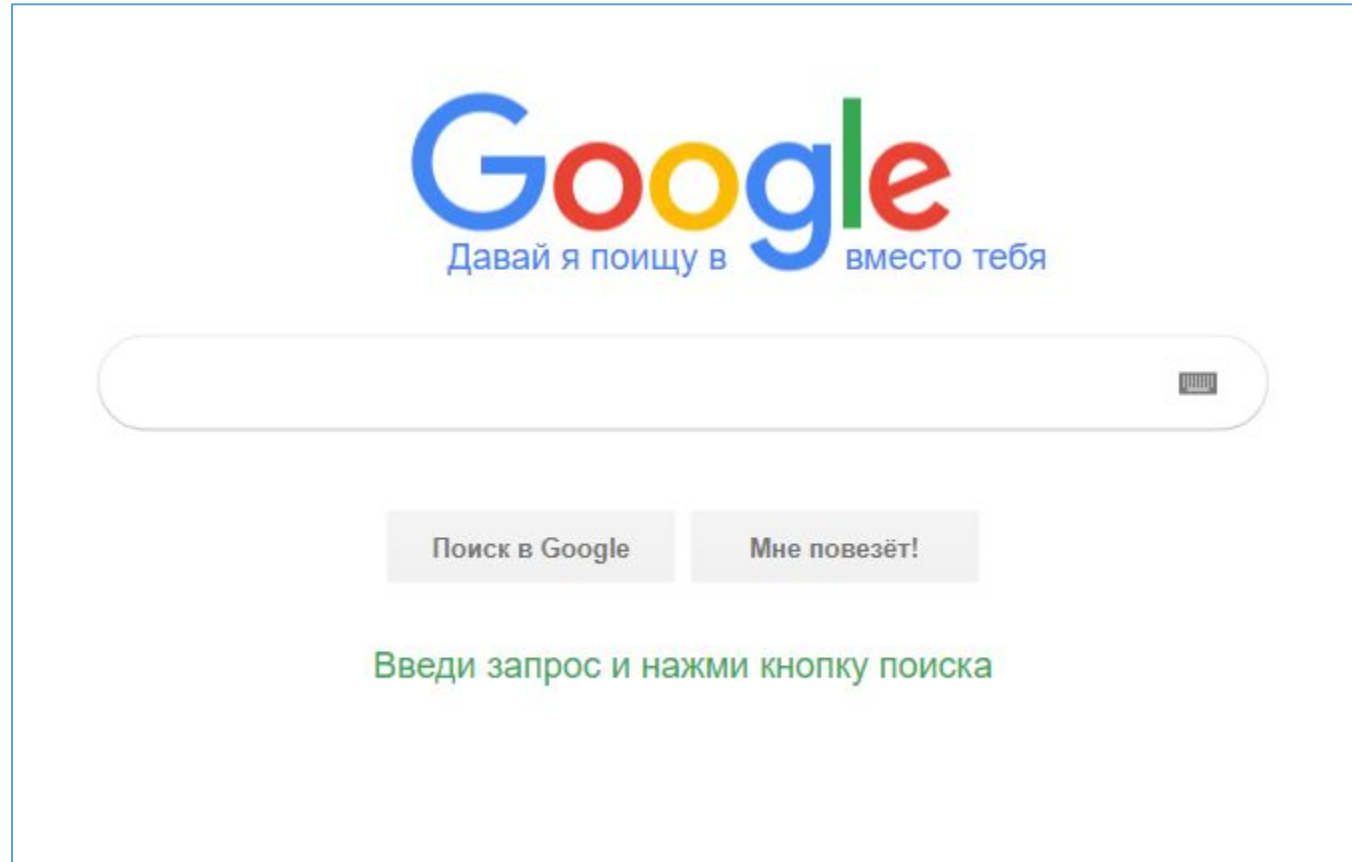 Google
Давай я поищу в вместо тебя
Поиск в Google Мне повезёт!
Введи запрос и нажми кнопку поиска